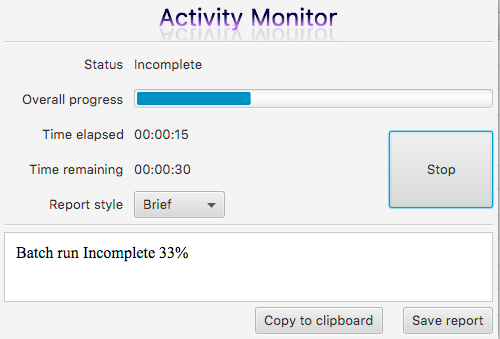 Activity Monitor
Status Incomplete
Overall progress
Time elapsed 00:00:15
Time remaining 00:00:30
Stop
Report style Brief
Batch run Incomplete 33%
Copy to clipboard Save report